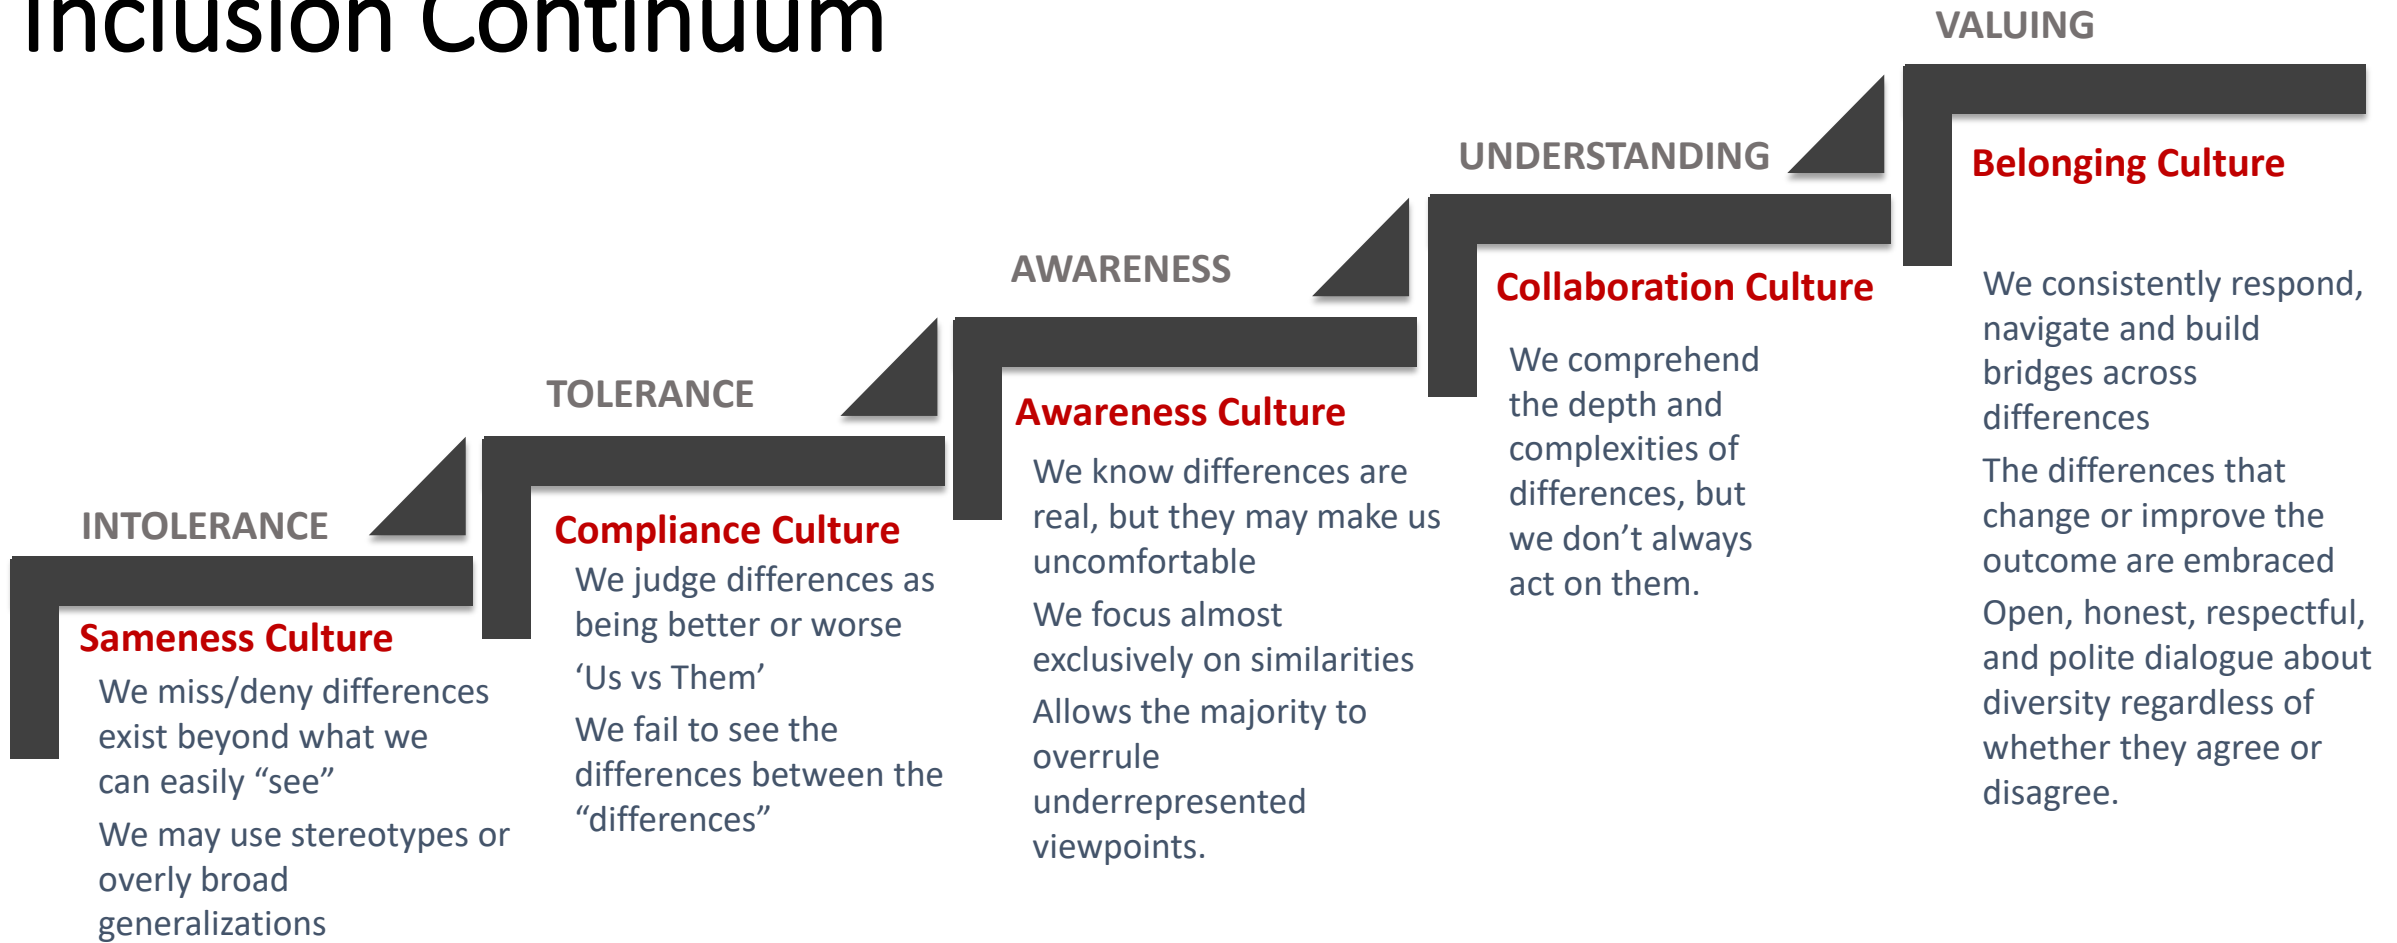 Inclusion Continuum
INTOLERANCE
Sameness Culture
We miss/deny differences
exist beyond what we
can easily “see”
We may use stereotypes or
overly broad
generalizations
TOLERANCE
Compliance Culture
We judge differences as
being better or worse
‘Us vs Them’
We fail to see the
differences between the
“differences”
AWARENESS
Awareness Culture
We know differences are
real, but they may make us
uncomfortable
We focus almost
exclusively on similarities
Allows the majority to
overrule
underrepresented
viewpoints.
UNDERSTANDING
Collaboration Culture
We comprehend
the depth and
complexities of
differences, but
we don’t always
act on them.
VALUING
Belonging Culture
We consistently respond,
navigate and build
bridges across
differences
The differences that
change or improve the
outcome are embraced
Open, honest, respectful,
and polite dialogue about
diversity regardless of
whether they agree or
disagree.